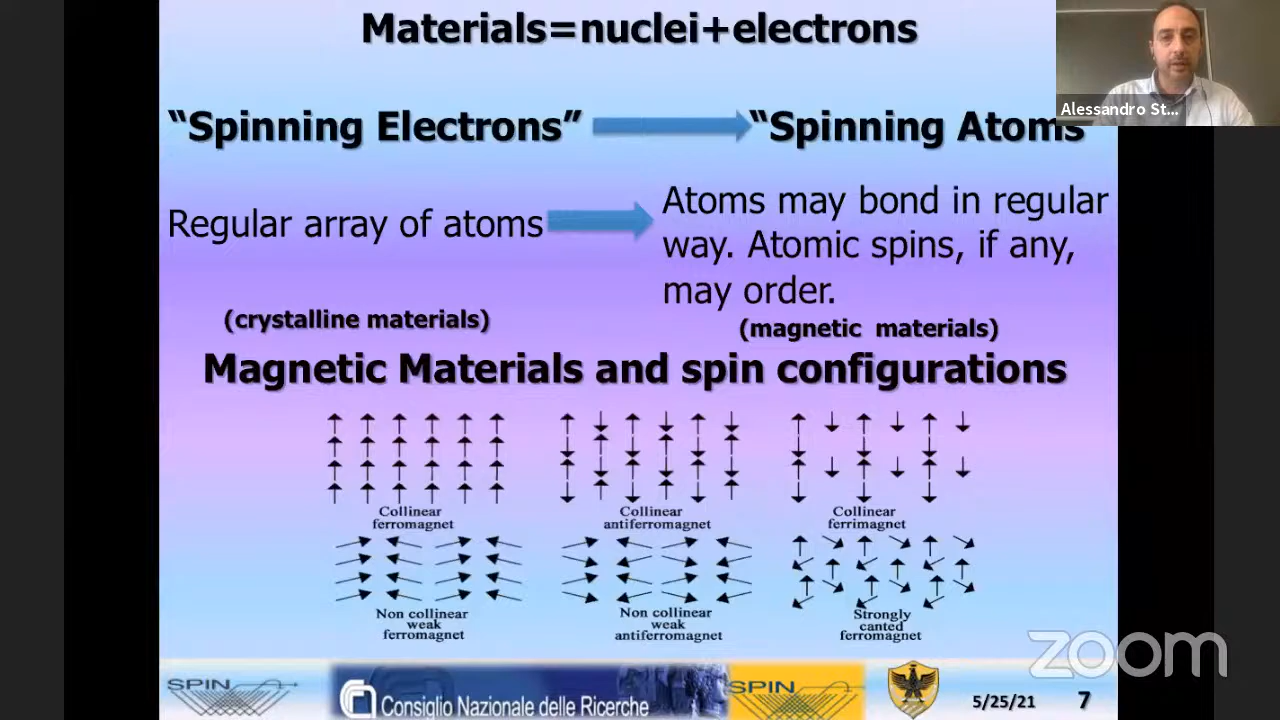 Materials=nuclei+electrons
Alessandro St...
“Spinning Electrons”
“Spinning Atoms
Regular array of atoms
Atoms may bond in regular
way. Atomic spins, if any,
may order.
(crystalline materials)
(magnetic materials)
Magnetic Materials and spin configurations
Collinear
ferromagnet
Collinear
antiferromagnet
Collinear
ferrimagnet
Non collinear
weak
ferromagnet
Non collinear
weak
antiferromagnet
Strongly
canted
ferromagnet
zoom
SPIN
Consiglio Nazionale delle Ricerche
SPIN
5/25/21
7